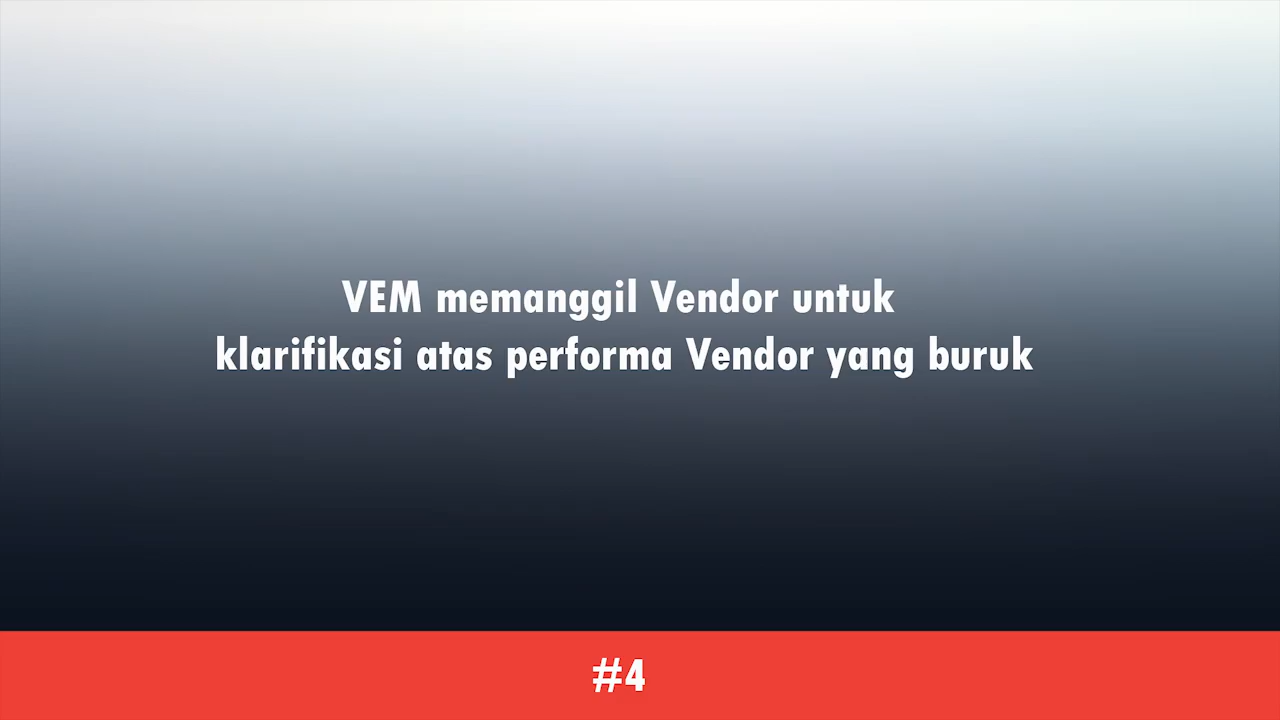 VEM memanggil Vendor untuk
klarifikasi atas performa Vendor yang buruk
#4